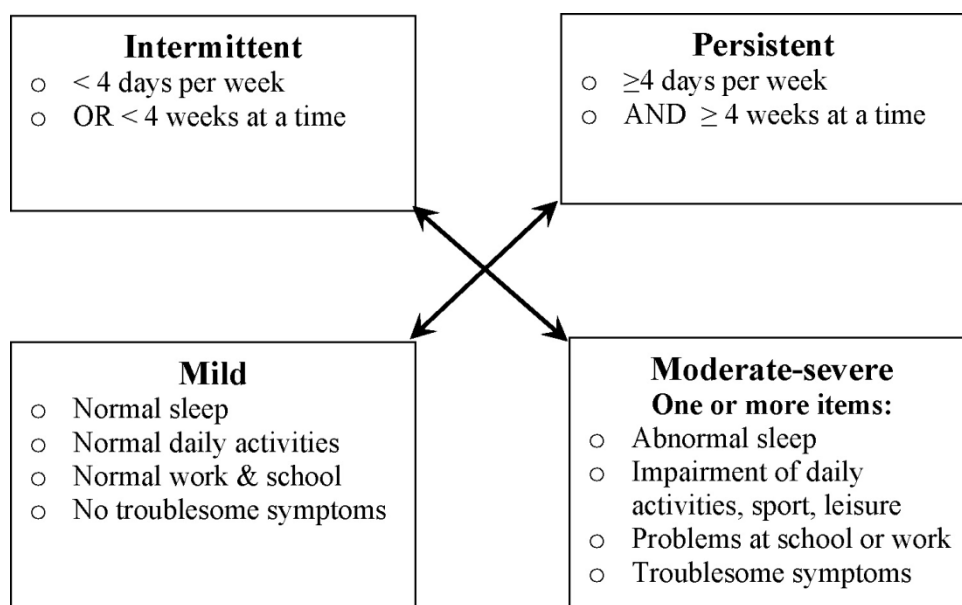 Intermittent
○ < 4 days per week
○ OR < 4 weeks at a time
Persistent
○ ≥4 days per week
○ AND ≥ 4 weeks at a time
Mild
○ Normal sleep
○ Normal daily activities
○ Normal work & school
○ No troublesome symptoms
Moderate-severe
One or more items:
○ Abnormal sleep
○ Impairment of daily
activities, sport, leisure
○ Problems at school or work
○ Troublesome symptoms